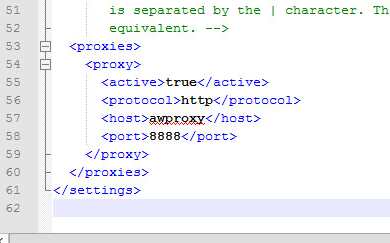 51 is separated by the | character. Th
52 equivalent. -->
53 <proxies>
54 <proxy>
55 <active>true</active>
56 <protocol>http</protocol>
57 <host>awproxy</host>
58 <port>8888</port>
59 </proxy>
60 </proxies>
61 </settings>
62